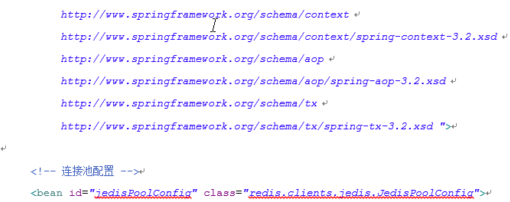 http://www.springframework.org/schema/context
http://www.springframework.org/schema/context/spring-context-3.2.xsd
http://www.springframework.org/schema/aop
http://www.springframework.org/schema/aop/spring-aop-3.2.xsd
http://www.springframework.org/schema/tx
http://www.springframework.org/schema/tx/spring-tx-3.2.xsd ">
<!-- 连接池配置 -->
<bean id="jedisPoolConfig" class="redis.clients.jedis.JedisPoolConfig">